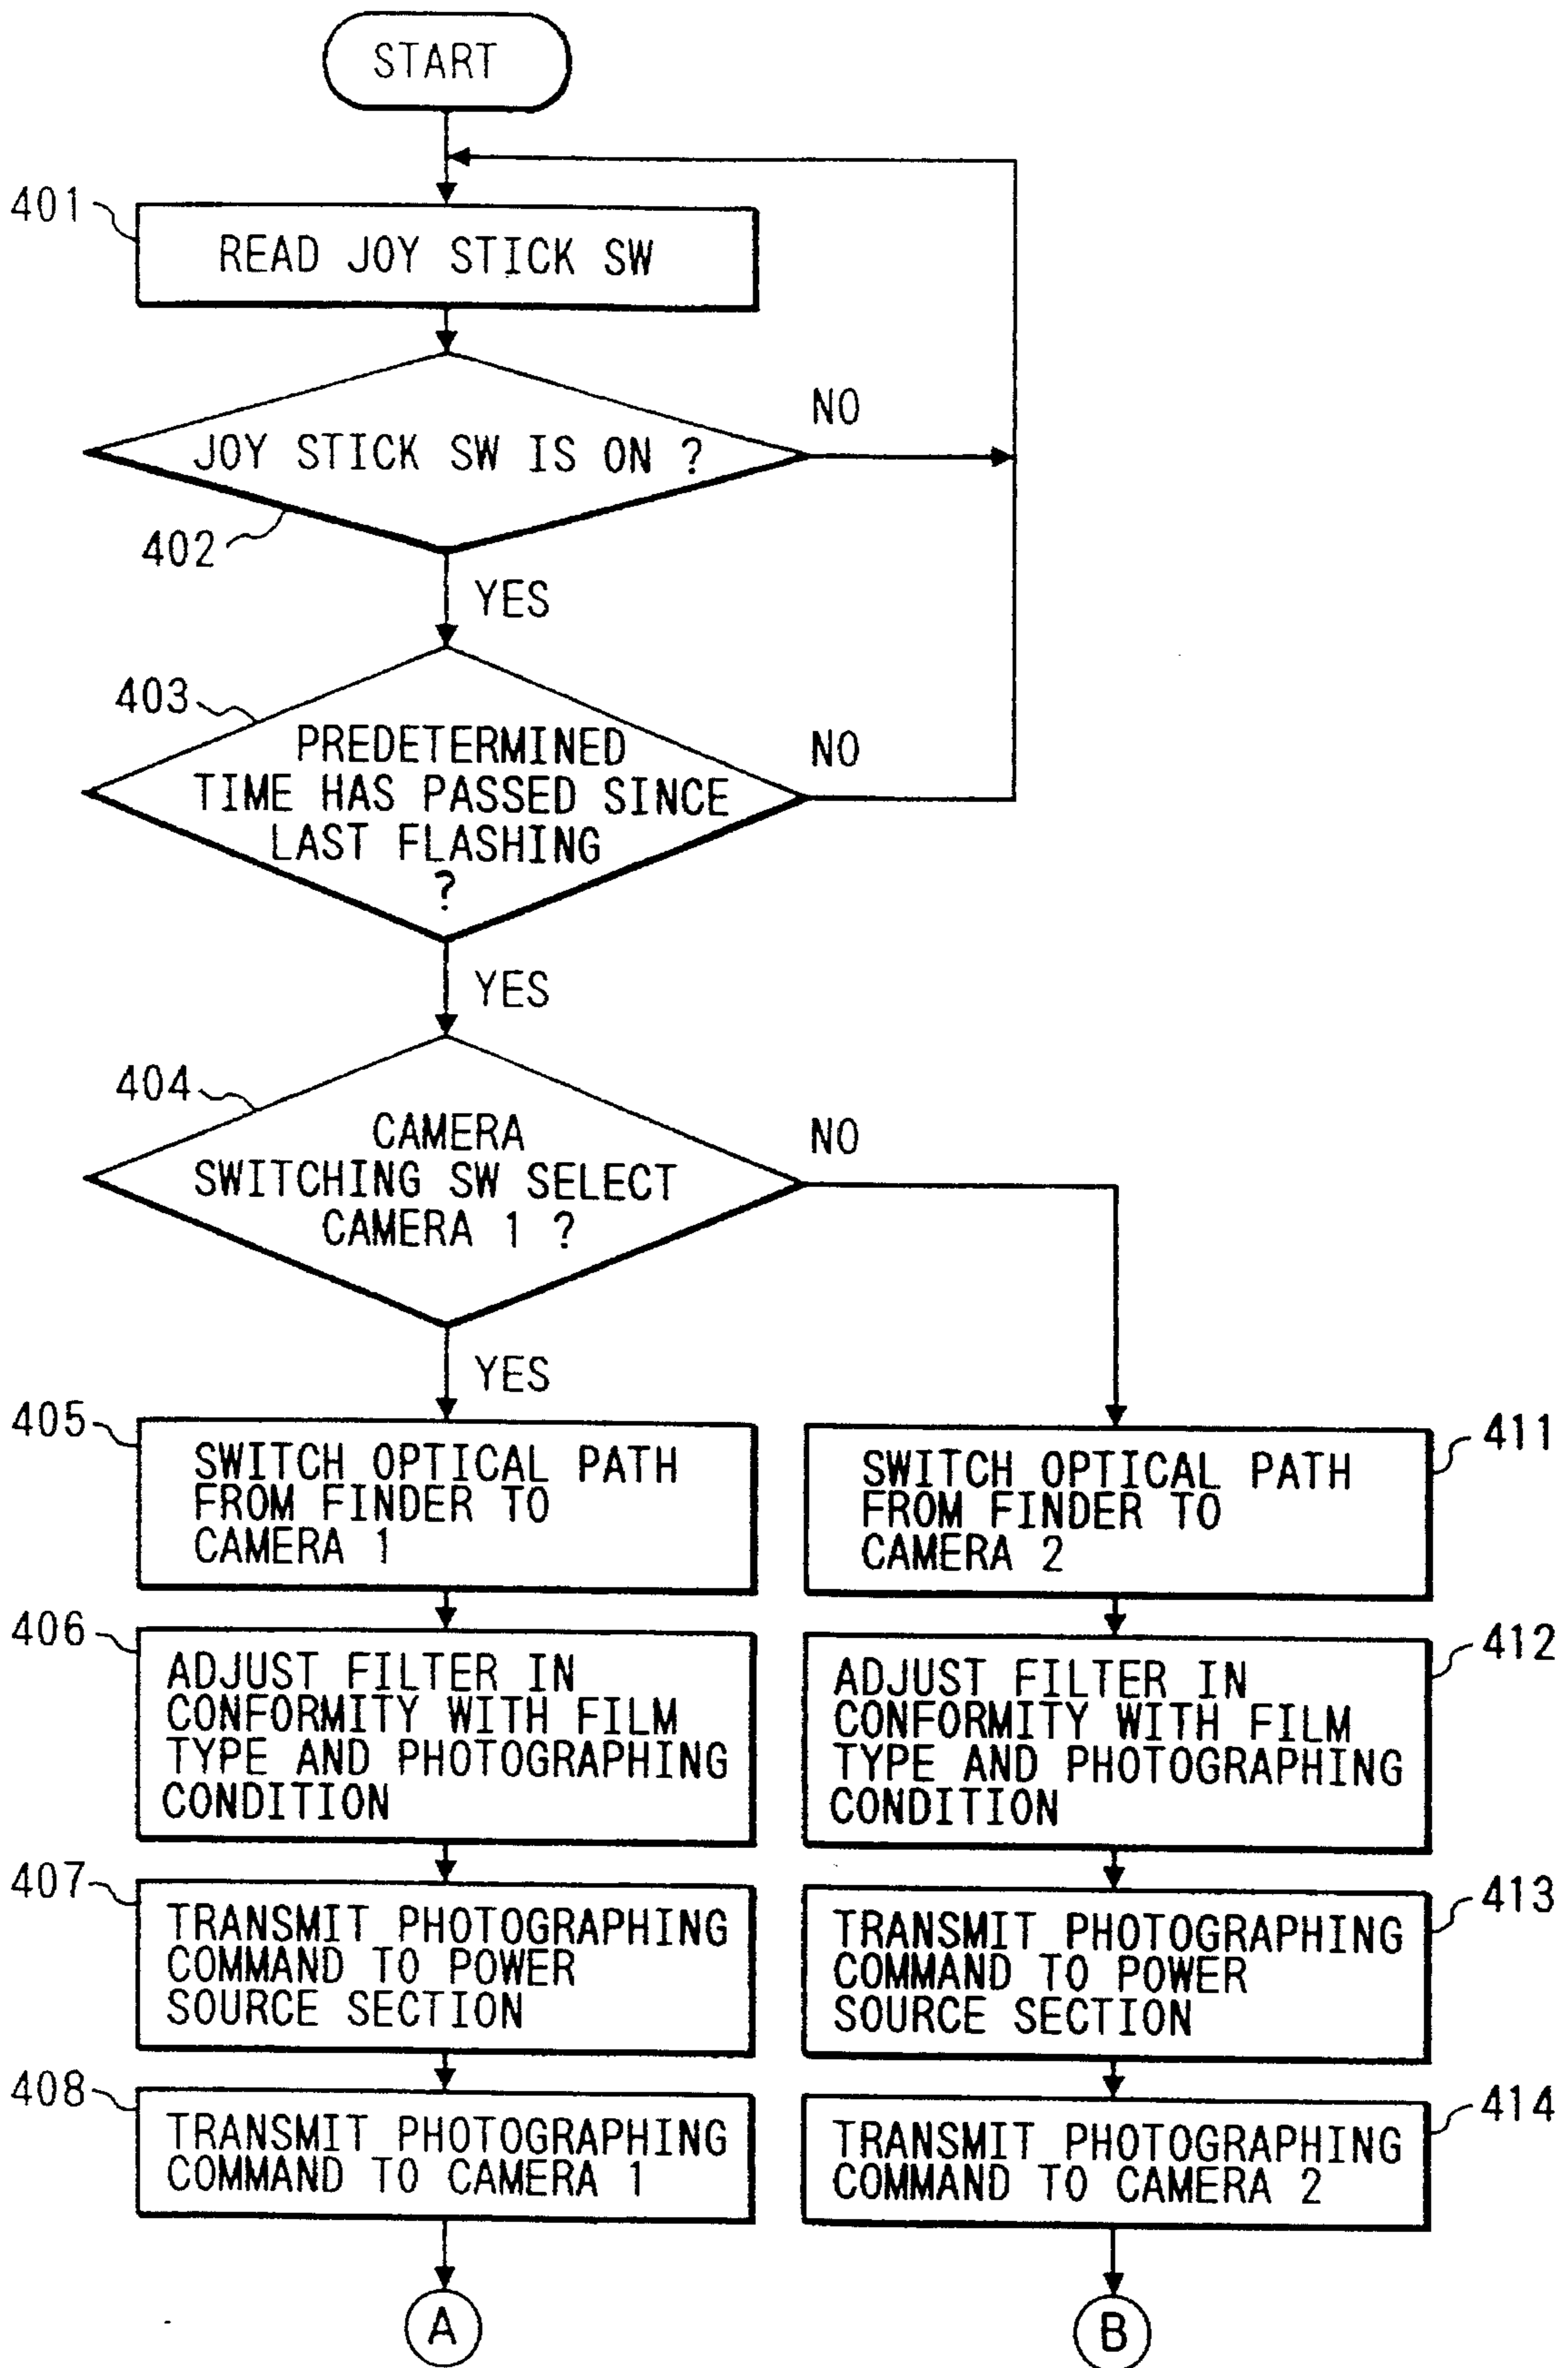 START
401
READ JOY STICK SW
NO
JOY STICK SW IS ON ?
402
YES
403
PREDETERMINED
TIME HAS PASSED SINCE
LAST FLASHING
?
NO
YES
404
CAMERA
SWITCHING SW SELECT
CAMERA 1 ?
NO
YES
405
SWITCH OPTICAL PATH
FROM FINDER TO
CAMERA 1
411
SWITCH OPTICAL PATH
FROM FINDER TO
CAMERA 2
406
ADJUST FILTER IN
CONFORMITY WITH FILM
TYPE AND PHOTOGRAPHING
CONDITION
412
ADJUST FILTER IN
CONFORMITY WITH FILM
TYPE AND PHOTOGRAPHING
CONDITION
407
TRANSMIT PHOTOGRAPHING
COMMAND TO POWER
SOURCE SECTION
413
TRANSMIT PHOTOGRAPHING
COMMAND TO POWER
SOURCE SECTION
408
TRANSMIT PHOTOGRAPHING
COMMAND TO CAMERA 1
414
TRANSMIT PHOTOGRAPHING
COMMAND TO CAMERA 2
A
B